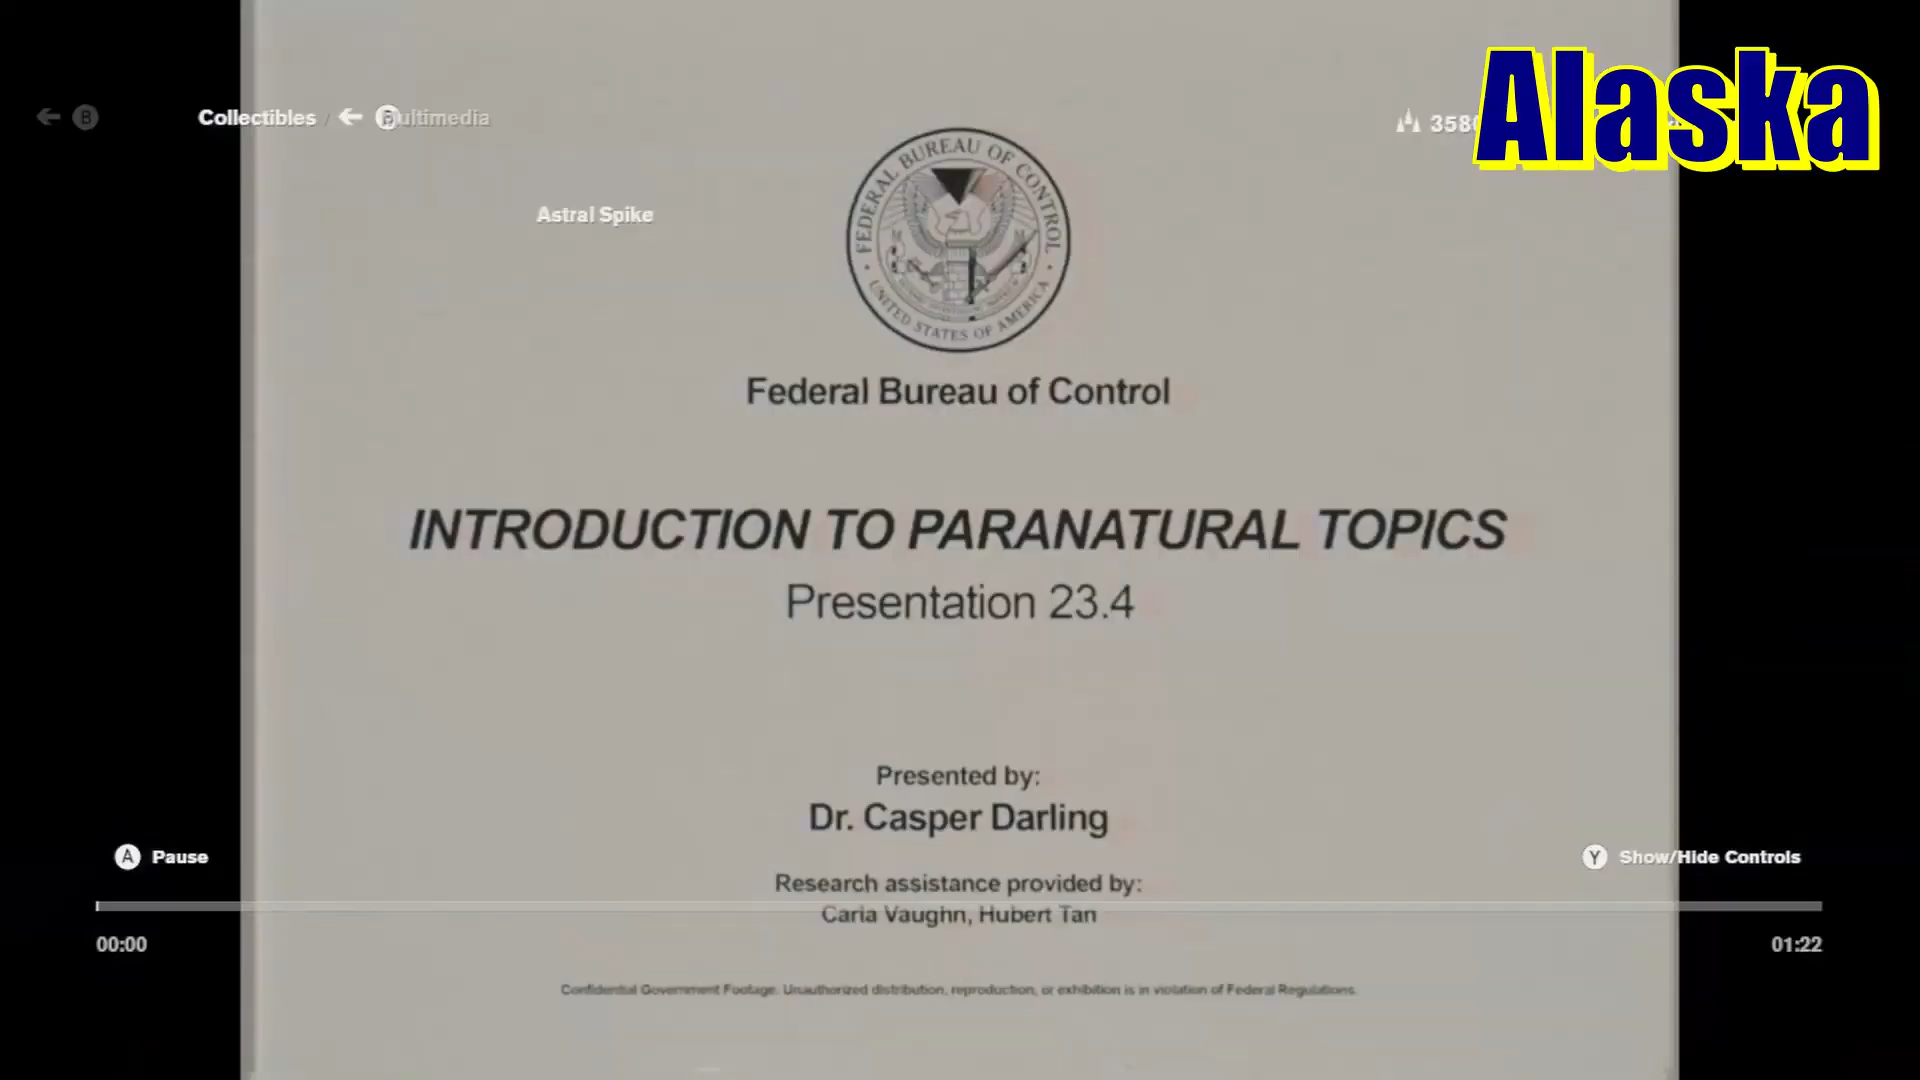 Alaska
B
Collectibles / ultimedia
358
Astral Spike
FEDERAL BUREAU OF CONTROL
UNITED STATES OF AMERICA
Federal Bureau of Control
INTRODUCTION TO PARANATURAL TOPICS
Presentation 23.4
Presented by:
Dr. Casper Darling
A Pause
Y Show/Hide Controls
Research assistance provided by:
Carla Vaughn, Hubert Tan
00:00
01:22
Confidential Government Footage. Unauthorized distribution, reproduction, or exhibition is in violation of Federal Regulations.